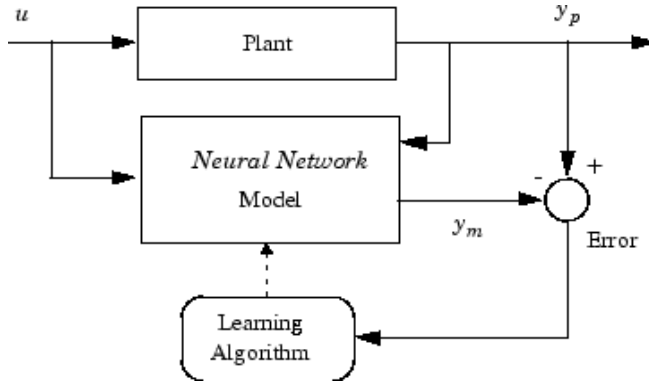 u
y_p
Plant
Neural Network
Model
- +
y_m
Error
Learning
Algorithm